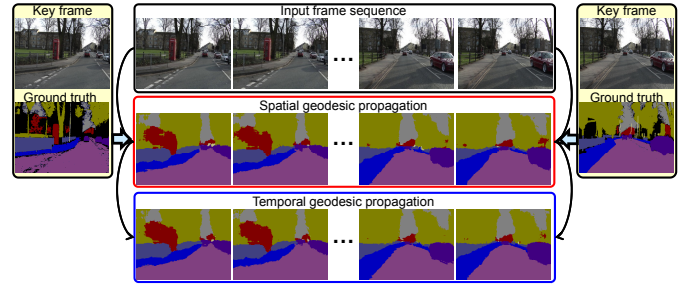 Key frame
Input frame sequence
Key frame
...
Ground truth
Spatial geodesic propagation
Ground truth
...
Temporal geodesic propagation
...